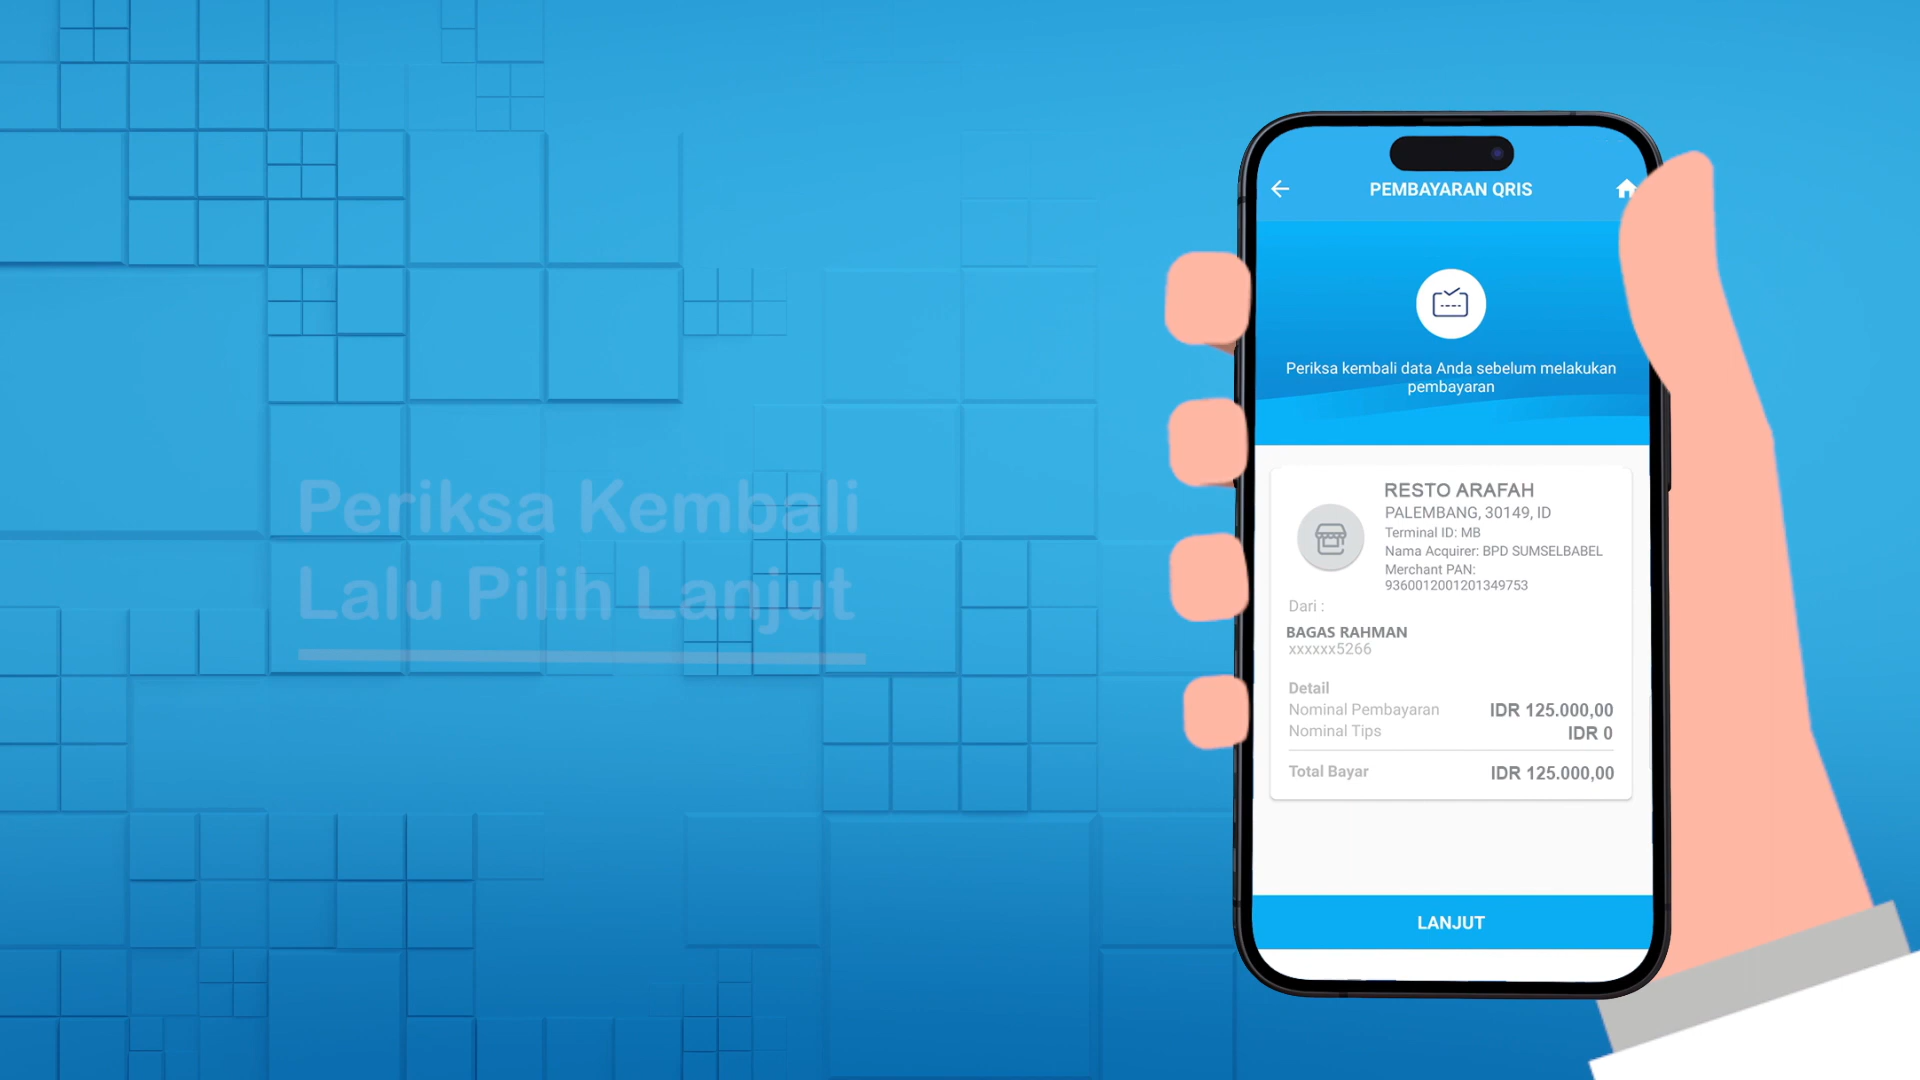 Periksa Kembali
Lalu Pilih Lanjut
PEMBAYARAN QRIS
Periksa kembali data Anda sebelum melakukan
pembayaran
RESTO ARAFAH
PALEMBANG, 30149, ID
Terminal ID: MB
Nama Acquirer: BPD SUMSELBABEL
Merchant PAN:
9360012001201349753
Dari :
BAGAS RAHMAN
xxxxxx5266
Detail
Nominal Pembayaran IDR 125.000,00
Nominal Tips IDR 0
Total Bayar IDR 125.000,00
LANJUT